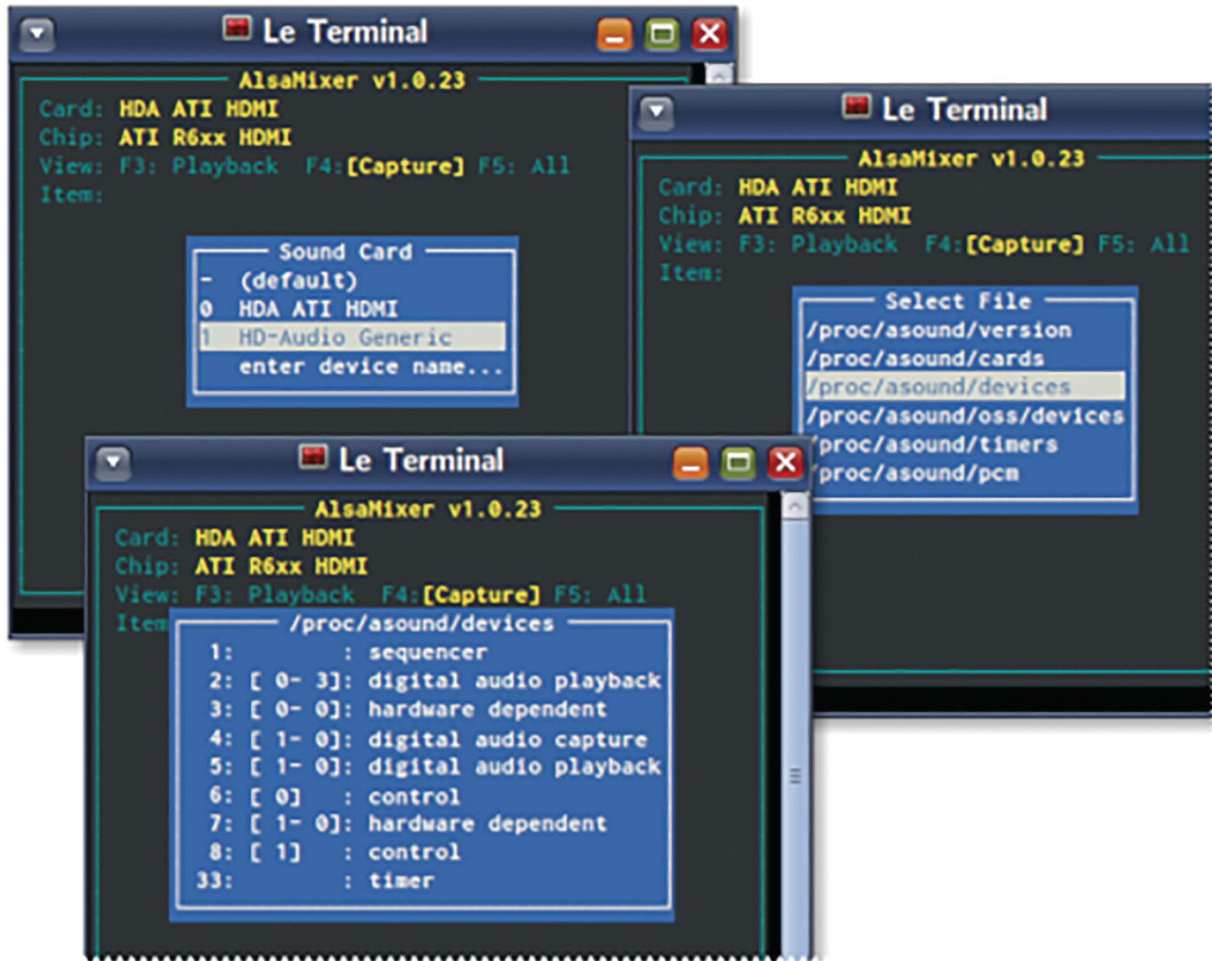 Le Terminal
AlsaMixer v1.0.23
Card: HDA ATI HDMI
Chip: ATI R6xx HDMI
View: F3: Playback F4:[Capture] F5: All
Item:
Sound Card
- (default)
0 HDA ATI HDMI
1 HD-Audio Generic
enter device name...
Le Terminal
AlsaMixer v1.0.23
Card: HDA ATI HDMI
Chip: ATI R6xx HDMI
View: F3: Playback F4:[Capture] F5: All
Item:
Select File
/proc/asound/version
/proc/asound/cards
/proc/asound/devices
/proc/asound/oss/devices
/proc/asound/timers
/proc/asound/pcm
Le Terminal
AlsaMixer v1.0.23
Card: HDA ATI HDMI
Chip: ATI R6xx HDMI
View: F3: Playback F4:[Capture] F5: All
Item
/proc/asound/devices
1: : sequencer
2: [ 0- 3]: digital audio playback
3: [ 0- 0]: hardware dependent
4: [ 1- 0]: digital audio capture
5: [ 1- 0]: digital audio playback
6: [ 0] : control
7: [ 1- 0]: hardware dependent
8: [ 1] : control
33: : timer